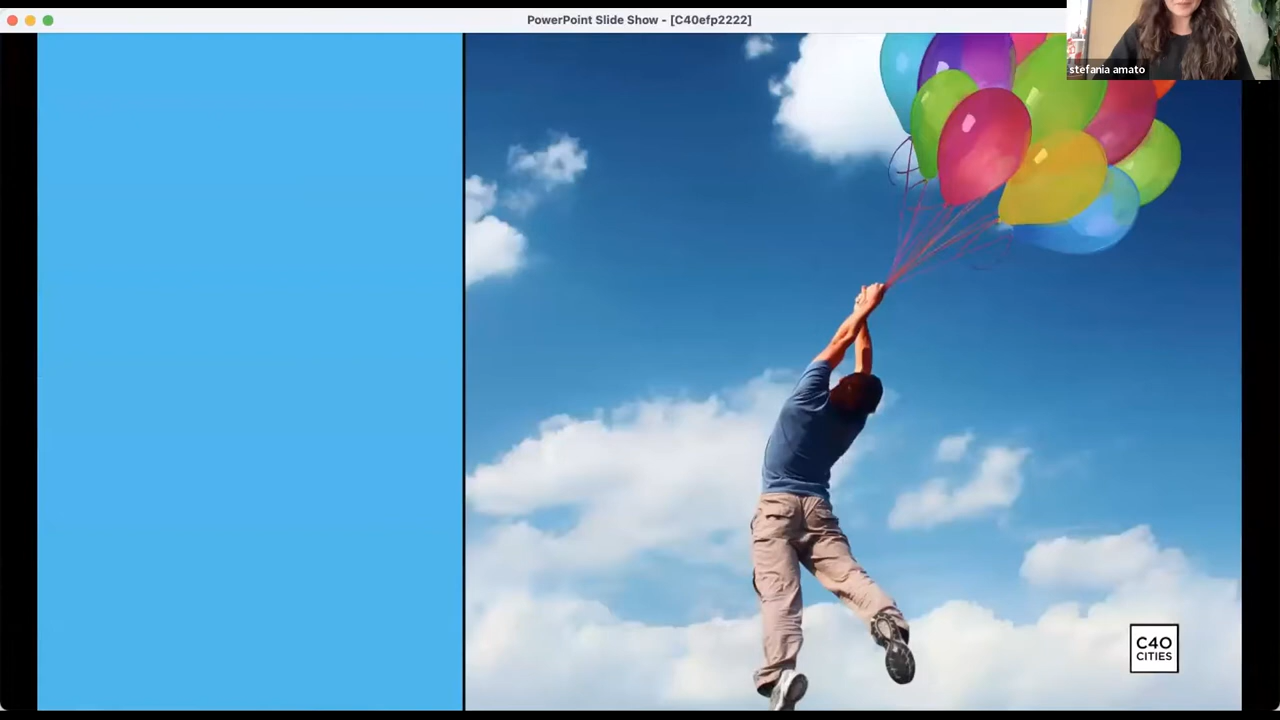 PowerPoint Slide Show - [C40efp2222]
stefania amato
C40
CITIES